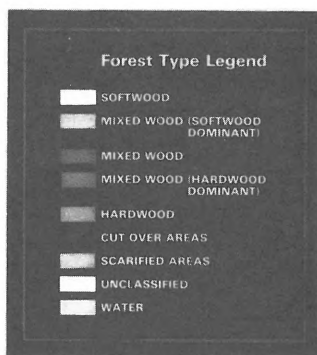 Forest Type Legend
SOFTWOOD
MIXED WOOD (SOFTWOOD
DOMINANT)
MIXED WOOD
MIXED WOOD (HARDWOOD
DOMINANT)
HARDWOOD
CUT OVER AREAS
SCARIFIED AREAS
UNCLASSIFIED
WATER